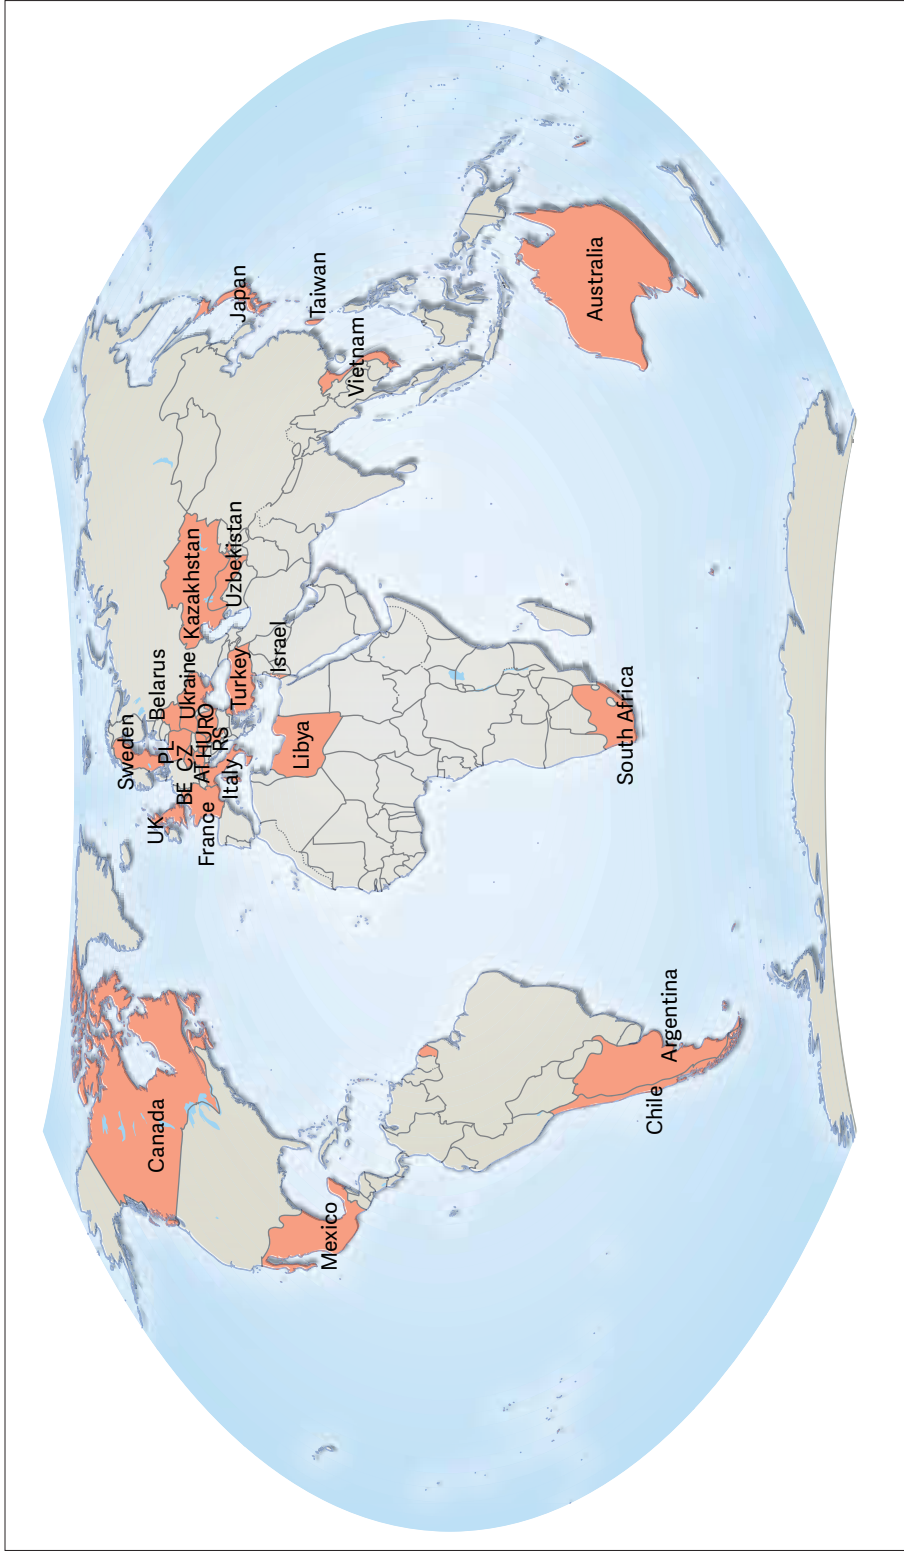 Canada
Mexico
Chile
Argentina
UK
France
BE
Sweden
PL
CZ
AT
HU
RO
RS
Italy
Belarus
Ukraine
Turkey
Israel
Libya
South Africa
Kazakhstan
Uzbekistan
Vietnam
Taiwan
Japan
Australia